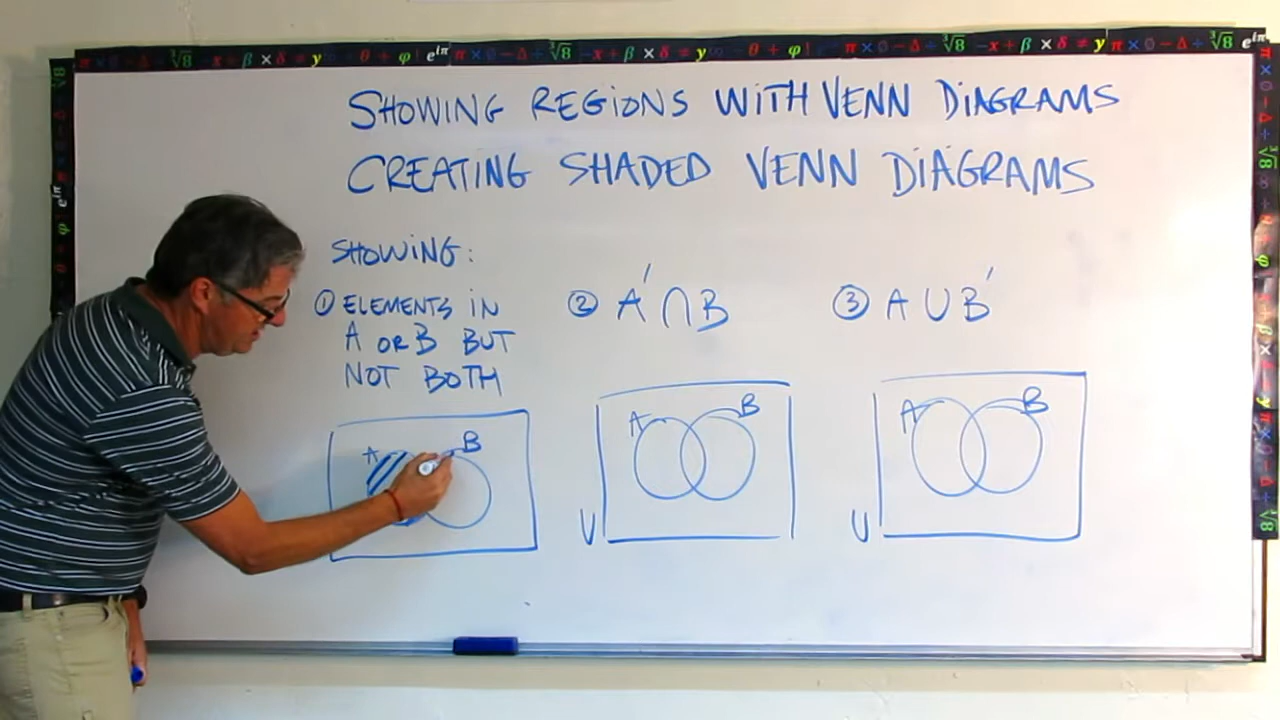 SHOWING REGIONS WITH VENN DIAGRAMS
CREATING SHADED VENN DIAGRAMS
SHOWING:
① ELEMENTS IN
A OR B BUT
NOT BOTH
② A′ ∩ B
③ A ∪ B′
A B
A B
U
A B
U